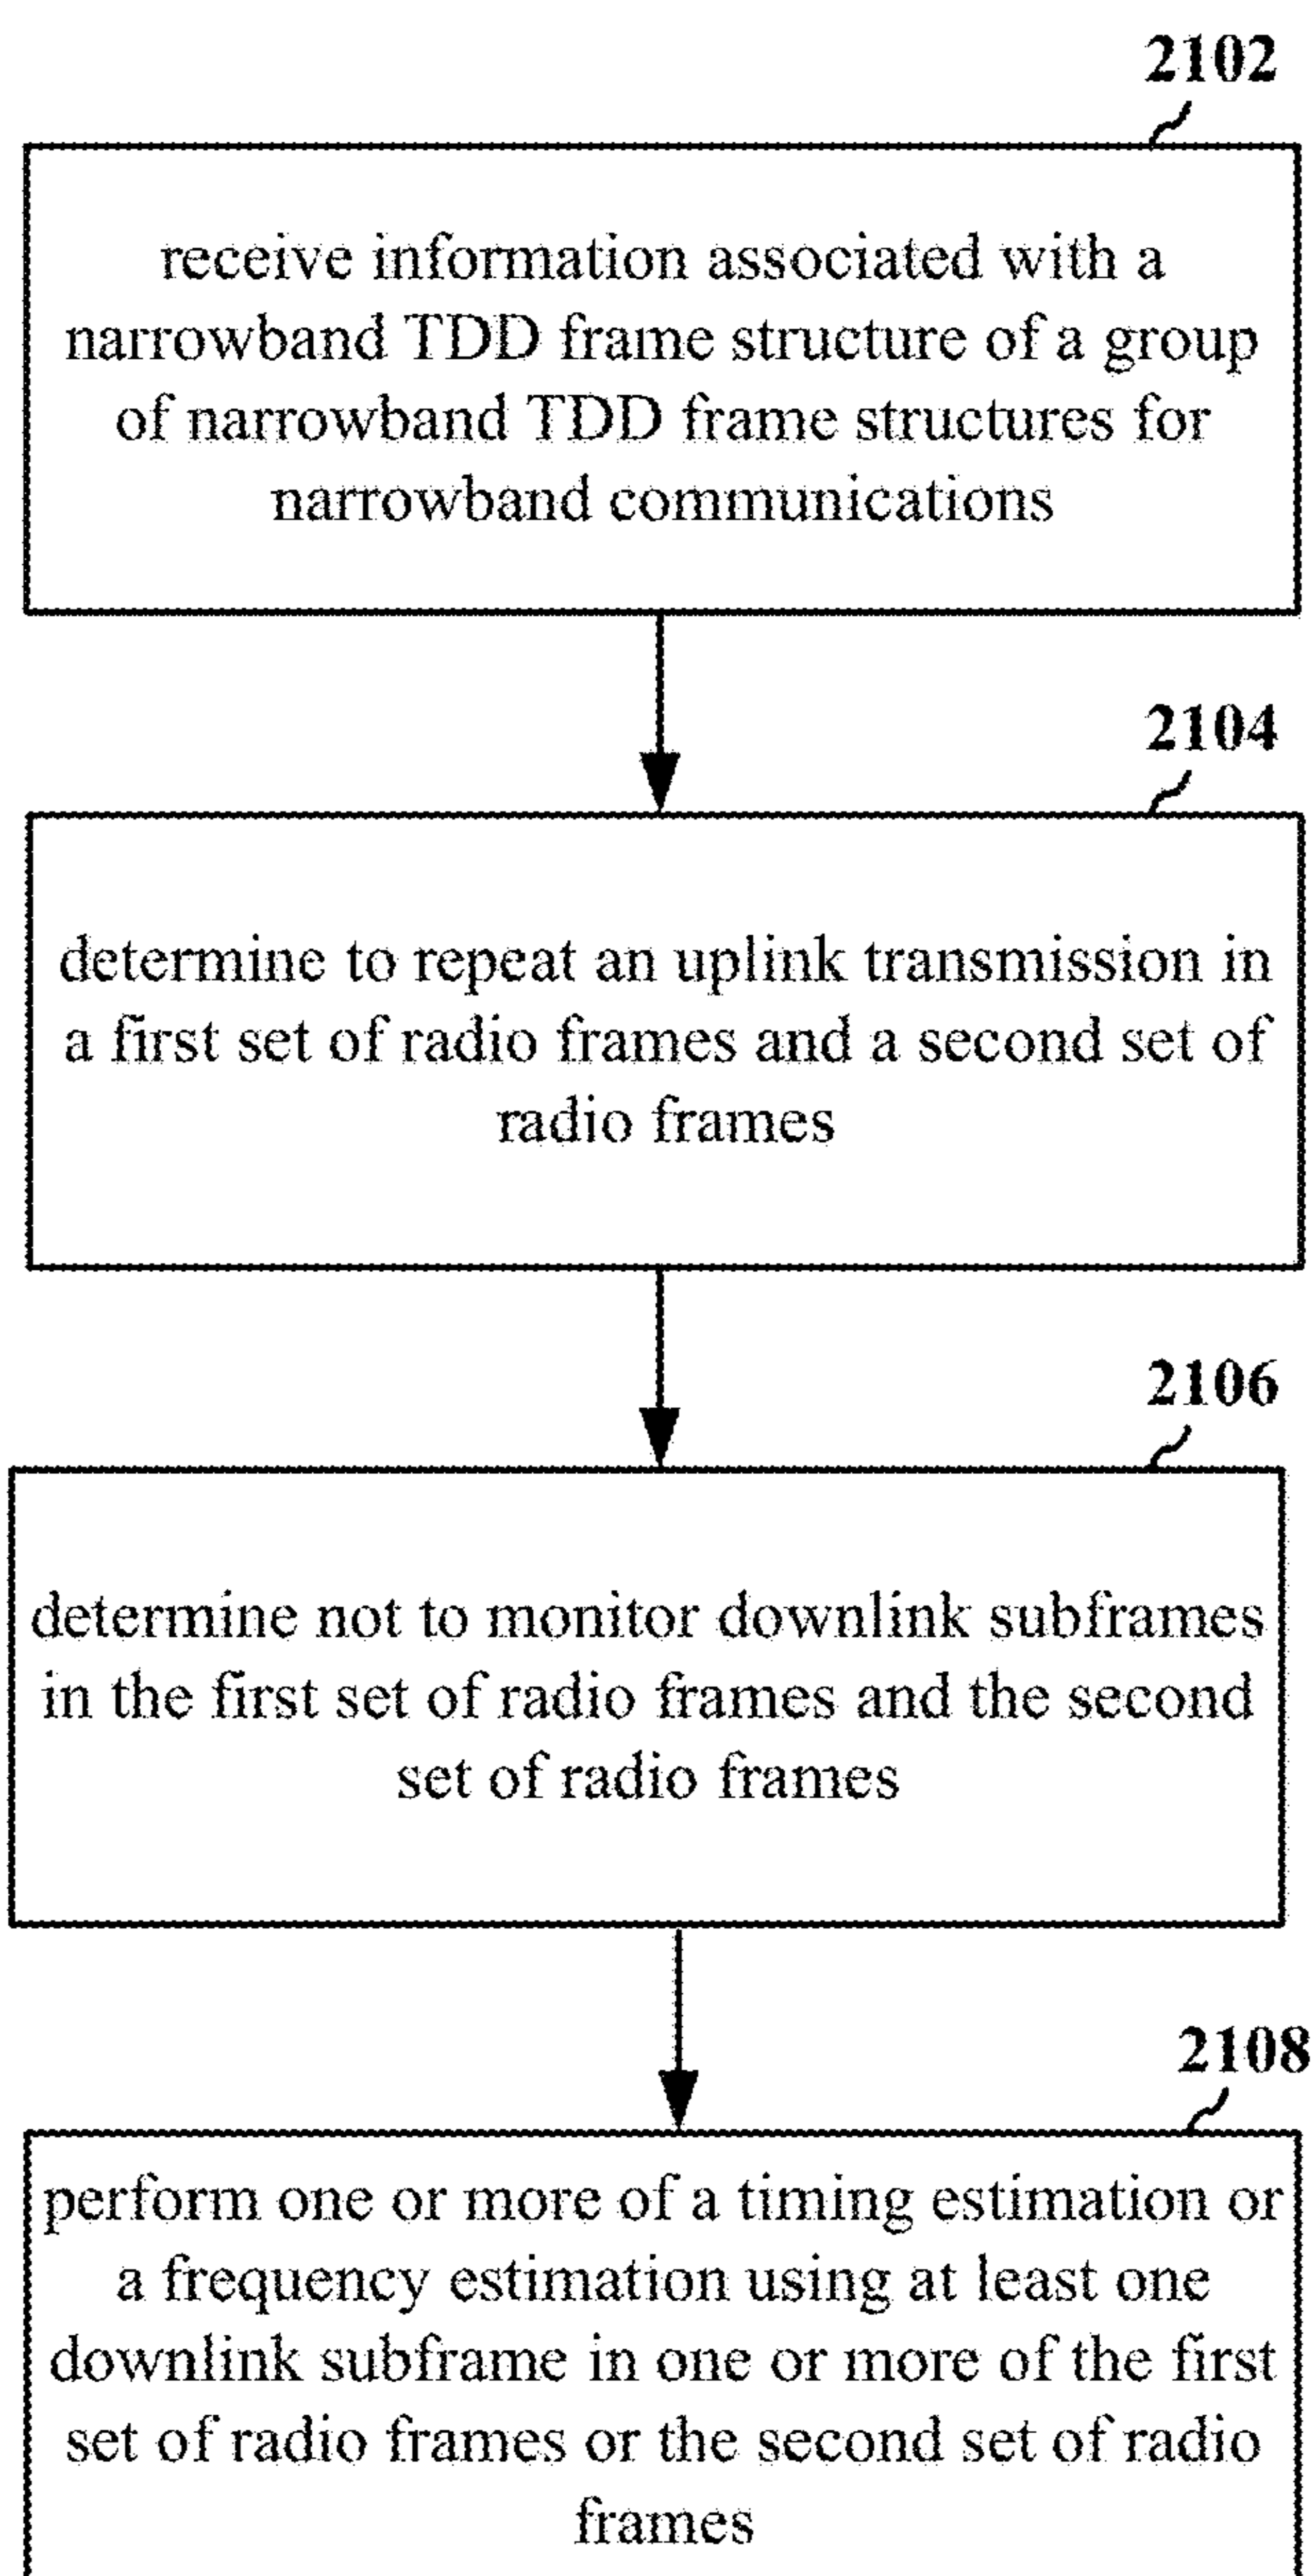 2102
receive information associated with a
narrowband TDD frame structure of a group
of narrowband TDD frame structures for
narrowband communications
2104
determine to repeat an uplink transmission in
a first set of radio frames and a second set of
radio frames
2106
determine not to monitor downlink subframes
in the first set of radio frames and the second
set of radio frames
2108
perform one or more of a timing estimation or
a frequency estimation using at least one
downlink subframe in one or more of the first
set of radio frames or the second set of radio
frames